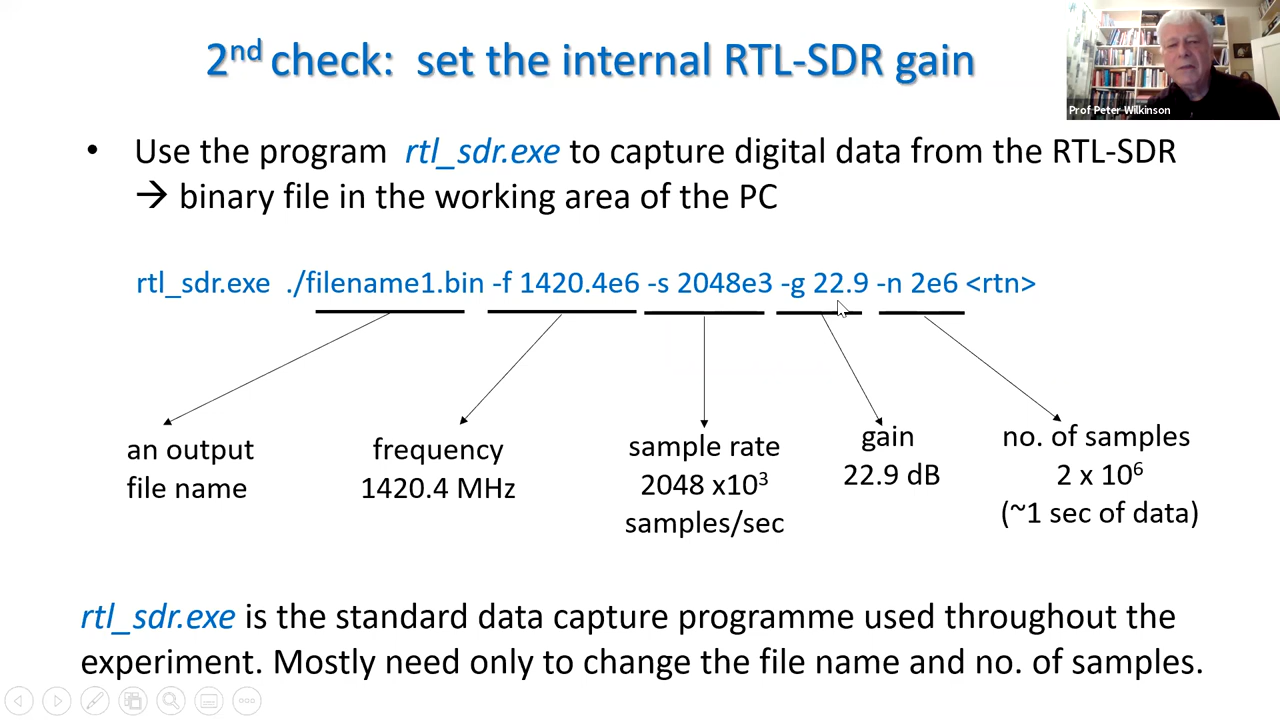 2nd check: set the internal RTL-SDR gain
Prof Peter Wilkinson
• Use the program rtl_sdr.exe to capture digital data from the RTL-SDR
→ binary file in the working area of the PC
rtl_sdr.exe ./filename1.bin -f 1420.4e6 -s 2048e3 -g 22.9 -n 2e6 <rtn>
an output
file name
frequency
1420.4 MHz
sample rate
2048 x10³
samples/sec
gain
22.9 dB
no. of samples
2 x 10⁶
(~1 sec of data)
rtl_sdr.exe is the standard data capture programme used throughout the
experiment. Mostly need only to change the file name and no. of samples.